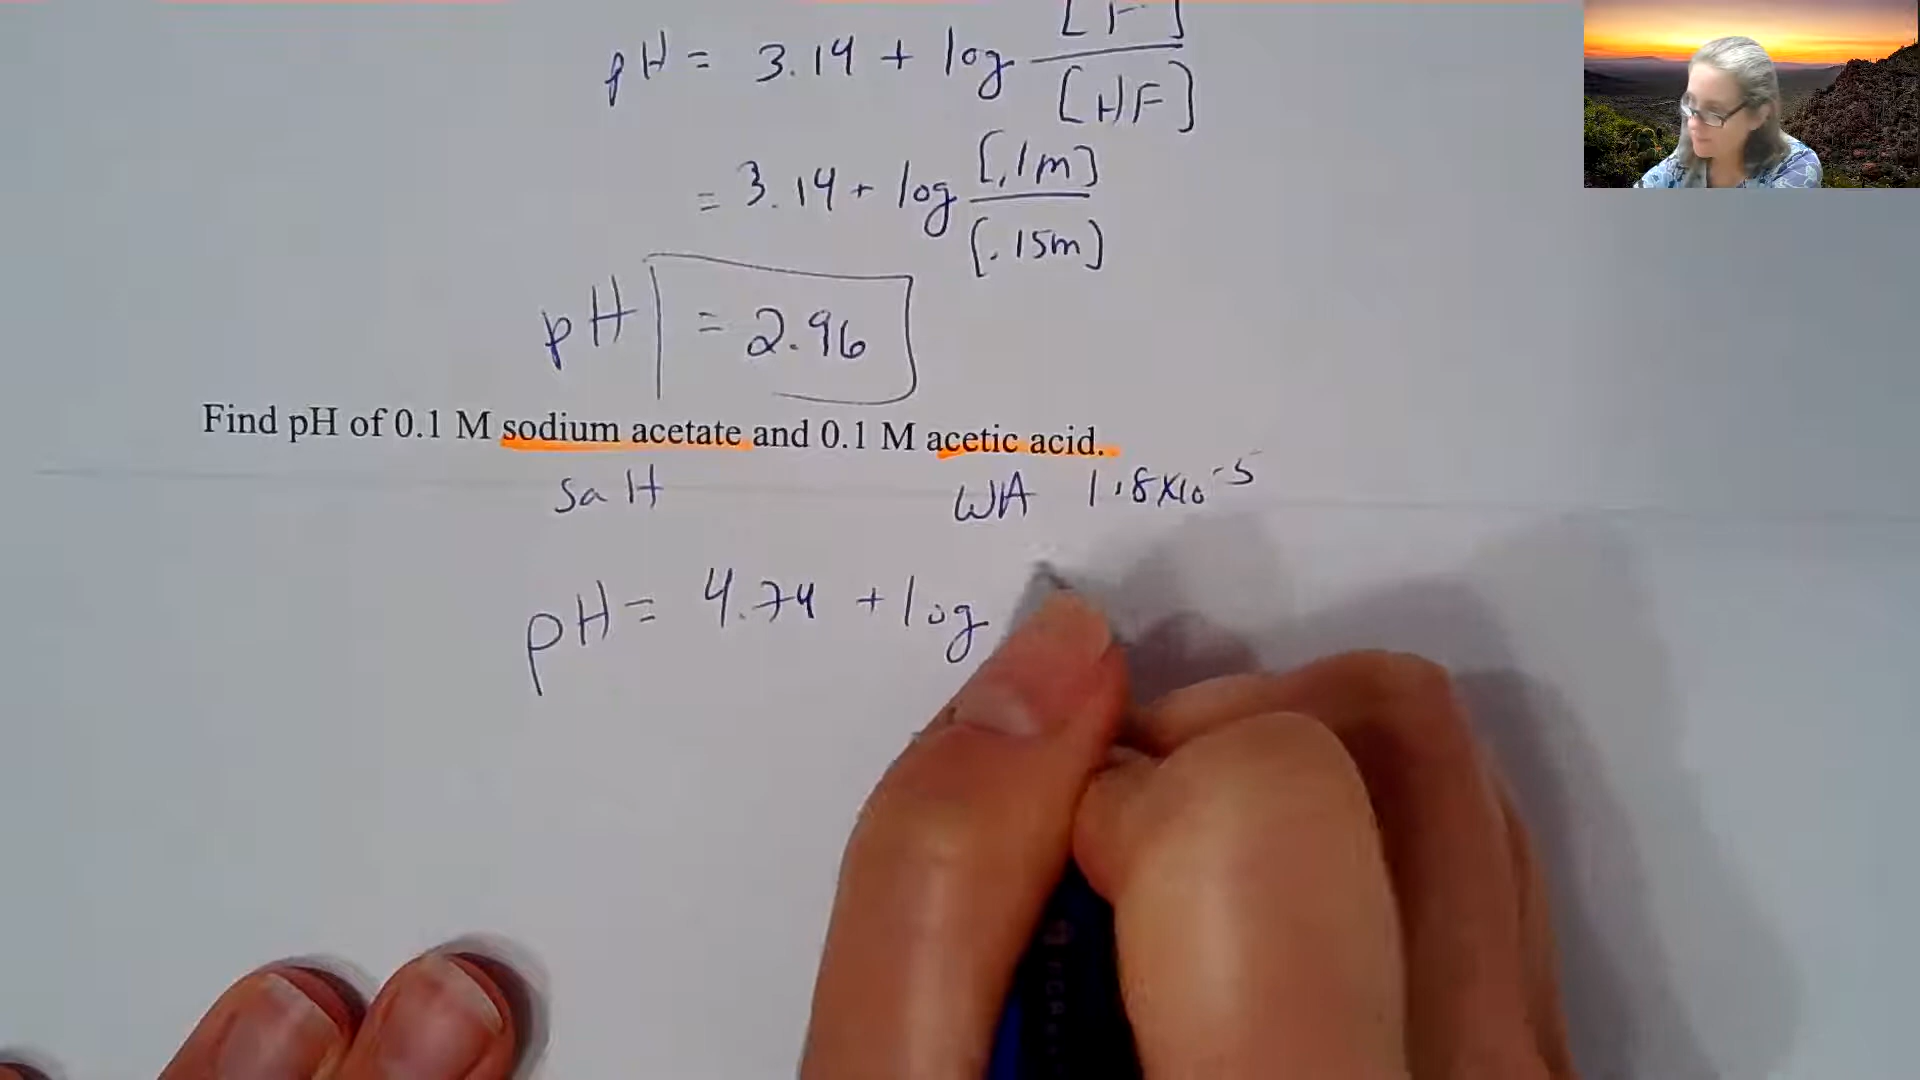 pH = 3.14 + log [F]
[HF]
= 3.14 + log [.1m]
[.15m]
pH = 2.96
Find pH of 0.1 M sodium acetate and 0.1 M acetic acid.
salt WA 1.8x10-5
pH = 4.74 + log